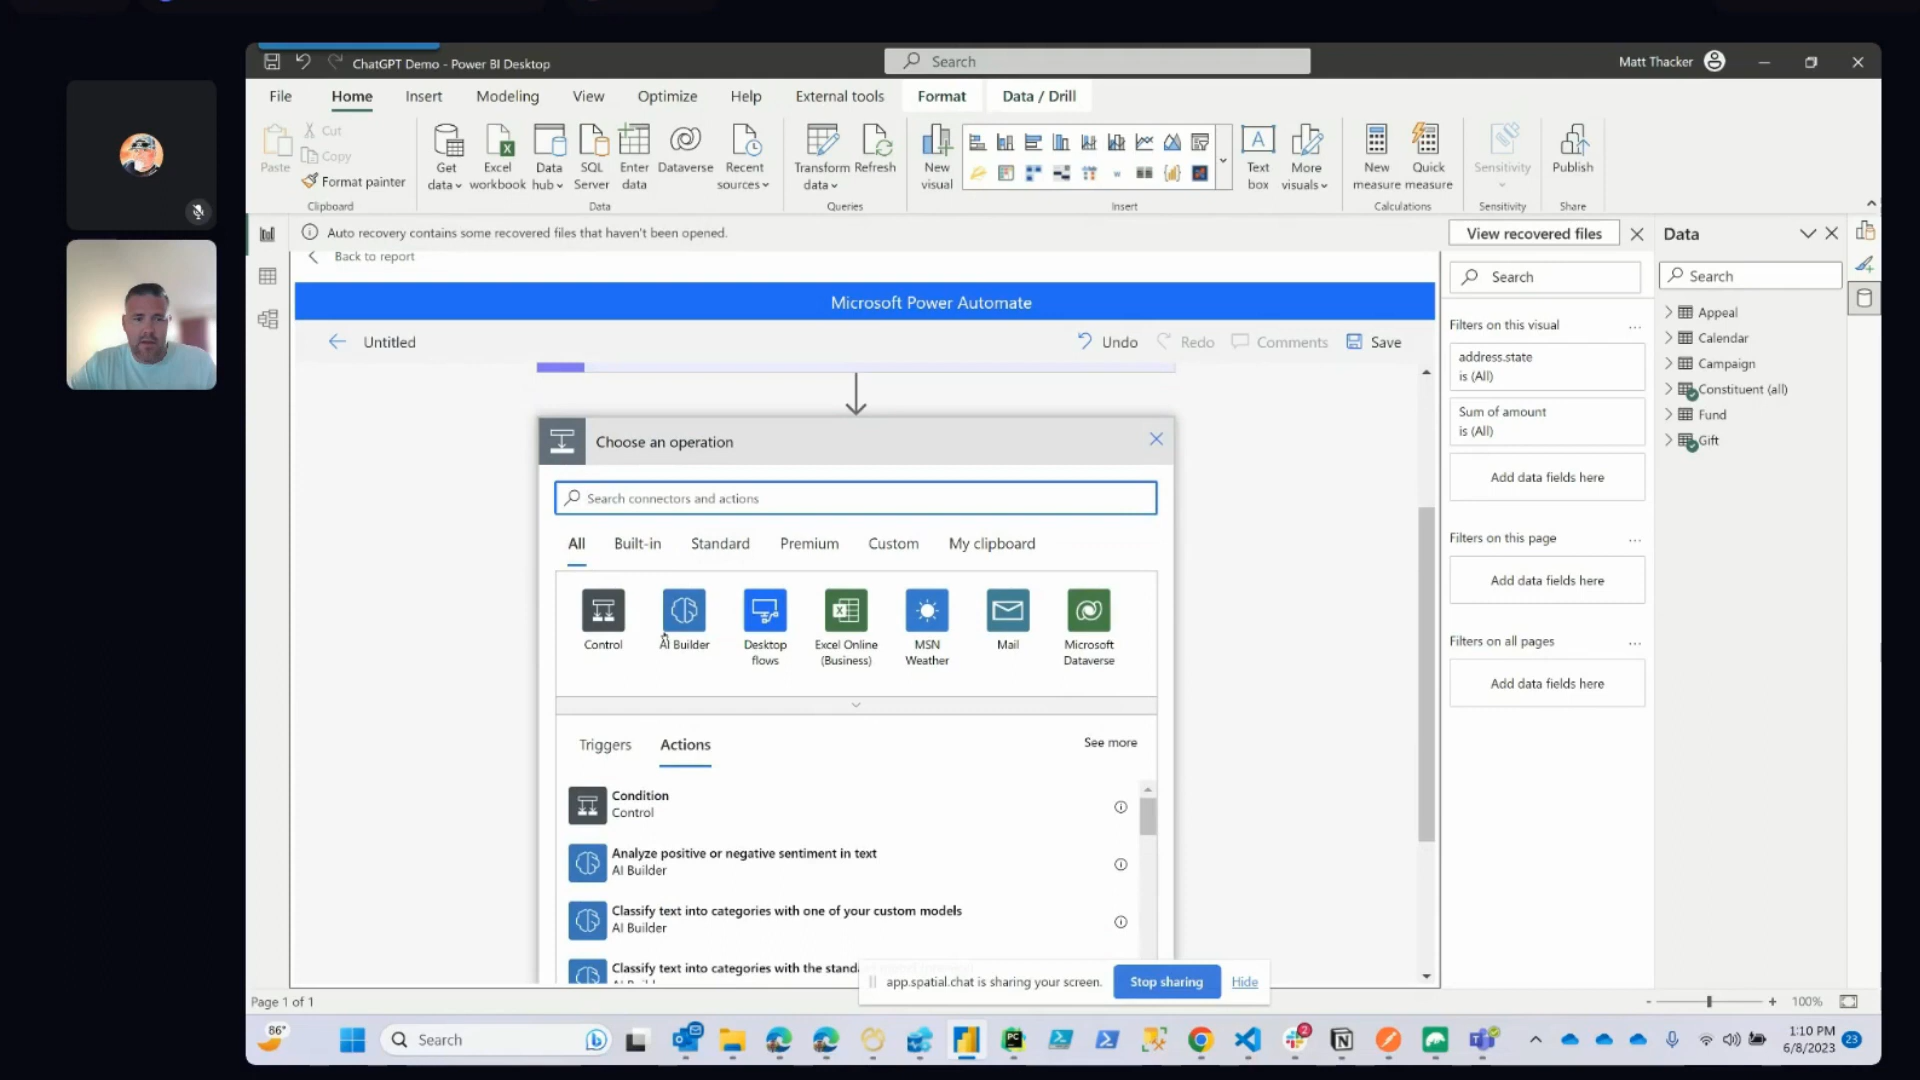 ChatGPT Demo - Power BI Desktop
Search
Matt Thacker
File
Home
Insert
Modeling
View
Optimize
Help
External tools
Format
Data / Drill
Paste
Cut
Copy
Format painter
Clipboard
Get
data
Excel
workbook
Data
hub
SQL
Server
Enter
data
Dataverse
Recent
sources
Data
Transform
data
Refresh
Queries
New
visual
Text
box
More
visuals
Insert
New
measure
Quick
measure
Calculations
Sensitivity
Sensitivity
Publish
Share
Auto recovery contains some recovered files that haven't been opened.
View recovered files
Back to report
Microsoft Power Automate
Untitled
Undo
Redo
Comments
Save
Choose an operation
Search connectors and actions
All
Built-in
Standard
Premium
Custom
My clipboard
Control
AI Builder
Desktop
flows
Excel Online
(Business)
MSN
Weather
Mail
Microsoft
Dataverse
Triggers
Actions
See more
Condition
Control
Analyze positive or negative sentiment in text
AI Builder
Classify text into categories with one of your custom models
AI Builder
Classify text into categories with the standa
Search
Filters on this visual
...
address.state
is (All)
Sum of amount
is (All)
Add data fields here
Filters on this page
...
Add data fields here
Filters on all pages
...
Add data fields here
Data
Search
Appeal
Calendar
Campaign
Constituent (all)
Fund
Gift
app.spatial.chat is sharing your screen.
Stop sharing
Hide
Page 1 of 1
- + 100%
86°
Search
2
1:10 PM
6/8/2023
23